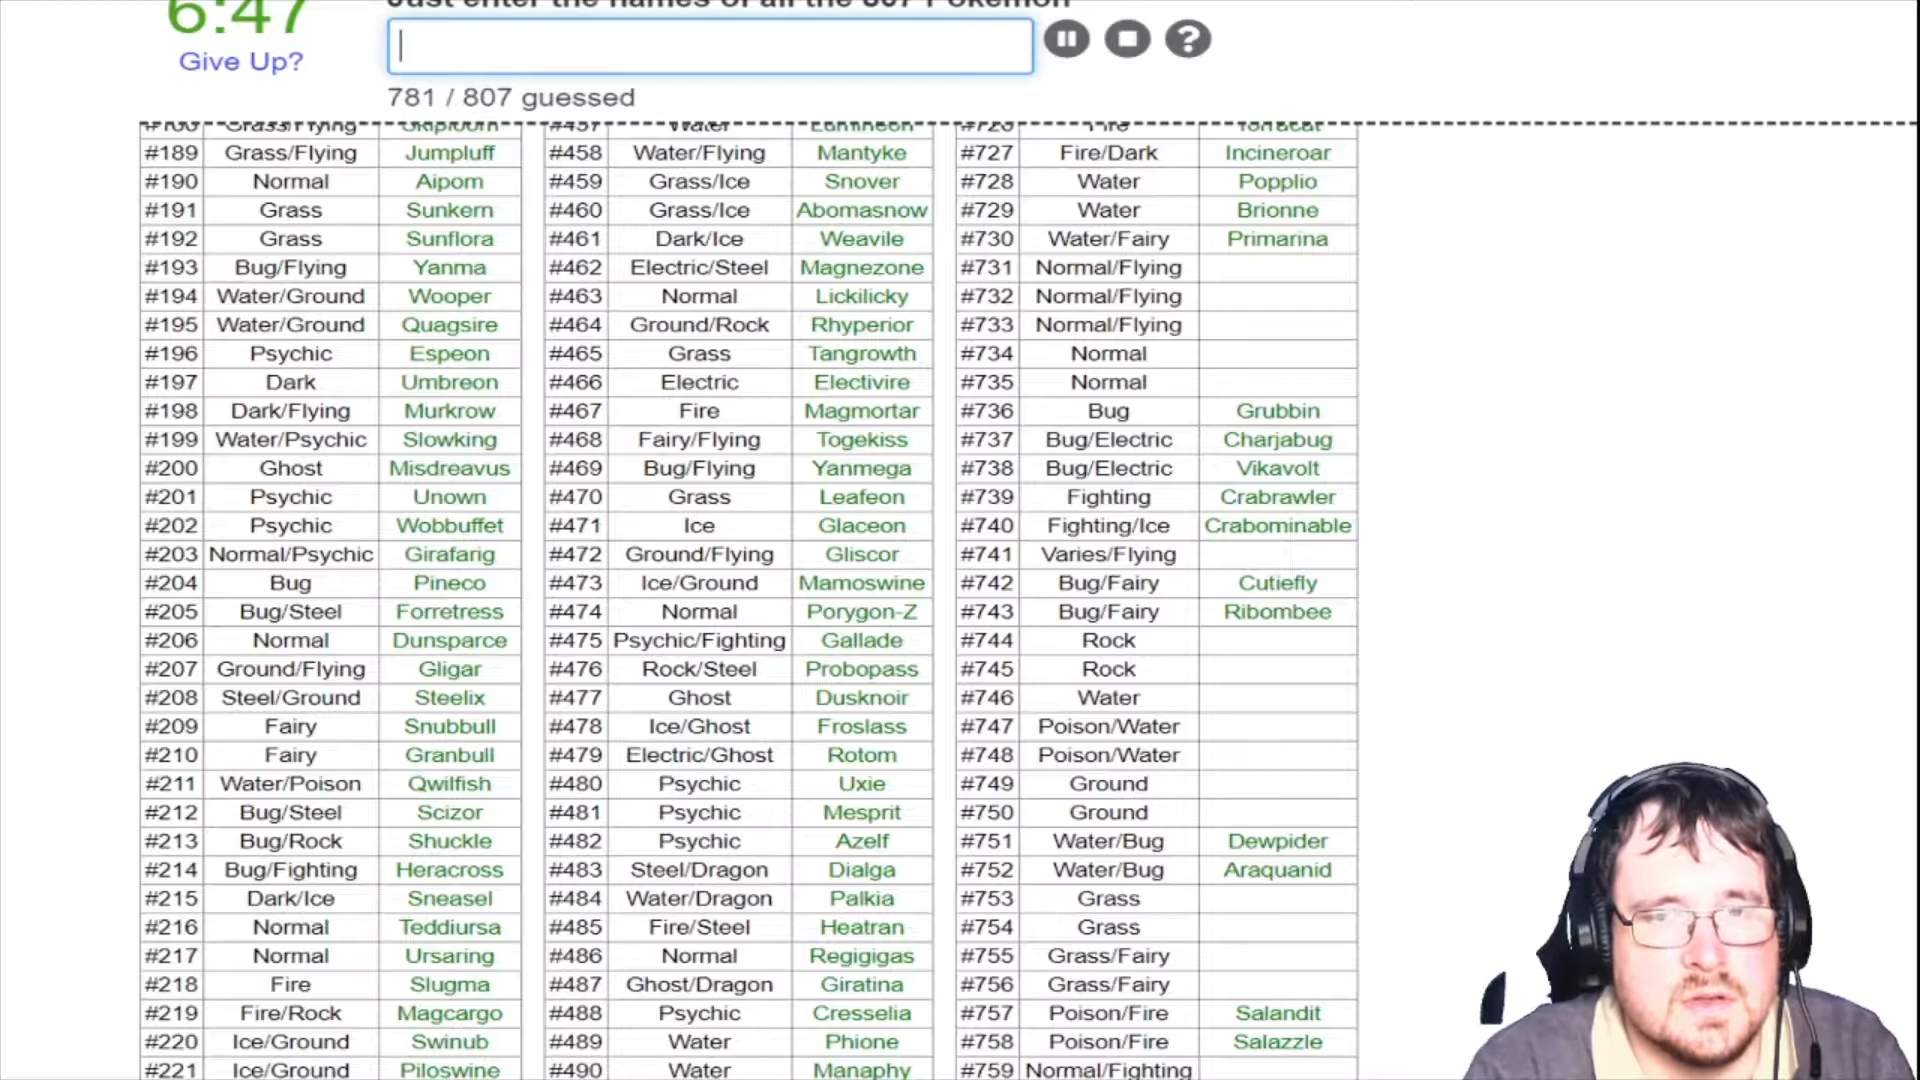 6:47
Give Up?
Just enter the names of all the 807 Pokémon
781 / 807 guessed
#189 Grass/Flying Jumpluff #458 Water/Flying Mantyke #727 Fire/Dark Incineroar
#190 Normal Aipom #459 Grass/Ice Snover #728 Water Popplio
#191 Grass Sunkern #460 Grass/Ice Abomasnow #729 Water Brionne
#192 Grass Sunflora #461 Dark/Ice Weavile #730 Water/Fairy Primarina
#193 Bug/Flying Yanma #462 Electric/Steel Magnezone #731 Normal/Flying
#194 Water/Ground Wooper #463 Normal Lickilicky #732 Normal/Flying
#195 Water/Ground Quagsire #464 Ground/Rock Rhyperior #733 Normal/Flying
#196 Psychic Espeon #465 Grass Tangrowth #734 Normal
#197 Dark Umbreon #466 Electric Electivire #735 Normal
#198 Dark/Flying Murkrow #467 Fire Magmortar #736 Bug Grubbin
#199 Water/Psychic Slowking #468 Fairy/Flying Togekiss #737 Bug/Electric Charjabug
#200 Ghost Misdreavus #469 Bug/Flying Yanmega #738 Bug/Electric Vikavolt
#201 Psychic Unown #470 Grass Leafeon #739 Fighting Crabrawler
#202 Psychic Wobbuffet #471 Ice Glaceon #740 Fighting/Ice Crabominable
#203 Normal/Psychic Girafarig #472 Ground/Flying Gliscor #741 Varies/Flying
#204 Bug Pineco #473 Ice/Ground Mamoswine #742 Bug/Fairy Cutiefly
#205 Bug/Steel Forretress #474 Normal Porygon-Z #743 Bug/Fairy Ribombee
#206 Normal Dunsparce #475 Psychic/Fighting Gallade #744 Rock
#207 Ground/Flying Gligar #476 Rock/Steel Probopass #745 Rock
#208 Steel/Ground Steelix #477 Ghost Dusknoir #746 Water
#209 Fairy Snubbull #478 Ice/Ghost Froslass #747 Poison/Water
#210 Fairy Granbull #479 Electric/Ghost Rotom #748 Poison/Water
#211 Water/Poison Qwilfish #480 Psychic Uxie #749 Ground
#212 Bug/Steel Scizor #481 Psychic Mesprit #750 Ground
#213 Bug/Rock Shuckle #482 Psychic Azelf #751 Water/Bug Dewpider
#214 Bug/Fighting Heracross #483 Steel/Dragon Dialga #752 Water/Bug Araquanid
#215 Dark/Ice Sneasel #484 Water/Dragon Palkia #753 Grass
#216 Normal Teddiursa #485 Fire/Steel Heatran #754 Grass
#217 Normal Ursaring #486 Normal Regigigas #755 Grass/Fairy
#218 Fire Slugma #487 Ghost/Dragon Giratina #756 Grass/Fairy
#219 Fire/Rock Magcargo #488 Psychic Cresselia #757 Poison/Fire Salandit
#220 Ice/Ground Swinub #489 Water Phione #758 Poison/Fire Salazzle
#221 Ice/Ground Piloswine #490 Water Manaphy #759 Normal/Fighting